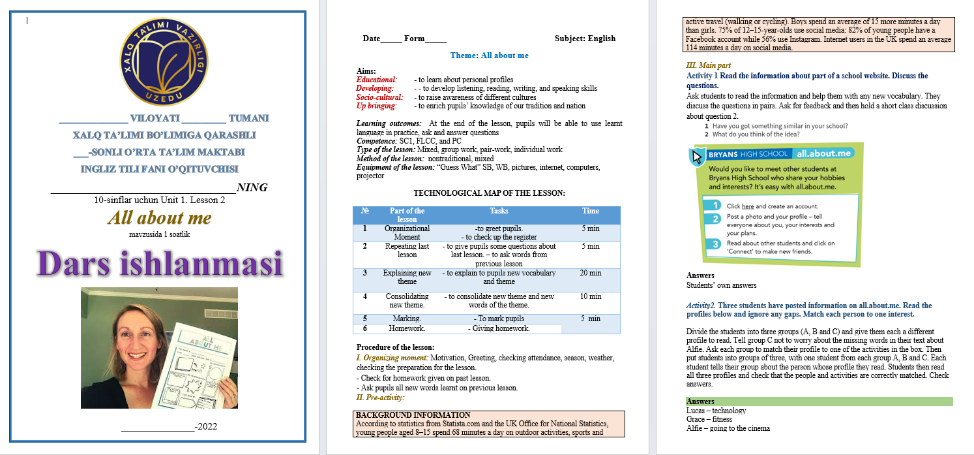 XALQ TA'LIMI VAZIRLIGI
UZEDU
____________ VILOYATI ________ TUMANI
XALQ TA'LIMI BO'LIMIGA QARASHLI
___-SONLI O'RTA TA'LIM MAKTABI
INGLIZ TILI FANI O'QITUVCHISI
______________________________NING
10-sinflar uchun Unit 1. Lesson 2
All about me
mavzusida 1 soatlik
Dars ishlanmasi
ALL
ABOUT ME
________________-2022
Date_____ Form_____ Subject: English
Theme: All about me
Aims:
Educational: - to learn about personal profiles
Developing: - - to develop listening, reading, writing, and speaking skills
Socio-cultural: - to raise awareness of different cultures
Up bringing: - to enrich pupils' knowledge of our tradition and nation
Learning outcomes: At the end of the lesson, pupils will be able to use learnt
language in practice, ask and answer questions
Competence: SC1, FLCC, and PC
Type of the lesson: Mixed, group work, pair-work, individual work
Method of the lesson: nontraditional, mixed
Equipment of the lesson: "Guess What" SB, WB, pictures, internet, computers,
projector
TECHNOLOGICAL MAP OF THE LESSON:
№ Part of the lesson Tasks Time
1 Organizational Moment -to greet pupils. - to check up the register 5 min
2 Repeating last lesson - to give pupils some questions about last lesson. – to ask words from previous lesson 5 min
3 Explaining new theme - to explain to pupils new vocabulary and theme 20 min
4 Consolidating new theme. - to consolidate new theme and new words of the theme. 10 min
5 Marking. - To mark pupils 5 min
6 Homework. - Giving homework.
Procedure of the lesson:
I. Organizing moment: Motivation, Greeting, checking attendance, season, weather,
checking the preparation for the lesson.
- Check for homework given on past lesson.
- Ask pupils all new words learnt on previous lesson.
II. Pre-activity:
BACKGROUND INFORMATION
According to statistics from Statista.com and the UK Office for National Statistics,
young people aged 8–15 spend 68 minutes a day on outdoor activities, sports and
active travel (walking or cycling). Boys spend an average of 15 more minutes a day
than girls. 75% of 12–15-year-olds use social media: 82% of young people have a
Facebook account while 56% use Instagram. Internet users in the UK spend an average
114 minutes a day on social media.
III. Main part
Activity 1 Read the information about part of a school website. Discuss the
questions.
Ask students to read the information and help them with any new vocabulary. They
discuss the questions in pairs. Ask for feedback and then hold a short class discussion
about question 2.
1 Have you got something similar in your school?
2 What do you think of the idea?
BRYANS HIGH SCHOOL all.about.me
Would you like to meet other students at
Bryans High School who share your hobbies
and interests? It's easy with all.about.me.
1 Click here and create an account.
2 Post a photo and your profile – tell
everyone about you, your interests and
your plans.
3 Read about other students and click on
'Connect' to make new friends.
Answers
Students' own answers
Activity2. Three students have posted information on all.about.me. Read the
profiles below and ignore any gaps. Match each person to one interest.
Divide the students into three groups (A, B and C) and give them each a different
profile to read. Tell group C not to worry about the missing words in their text about
Alfie. Ask each group to match their profile to one of the activities in the box. Then
put students into groups of three, with one student from each group A, B and C. Each
student tells their group about the person whose profile they read. Students then read
all three profiles and check that the people and activities are correctly matched. Check
answers.
Answers
Lucas – technology
Grace – fitness
Alfie – going to the cinema